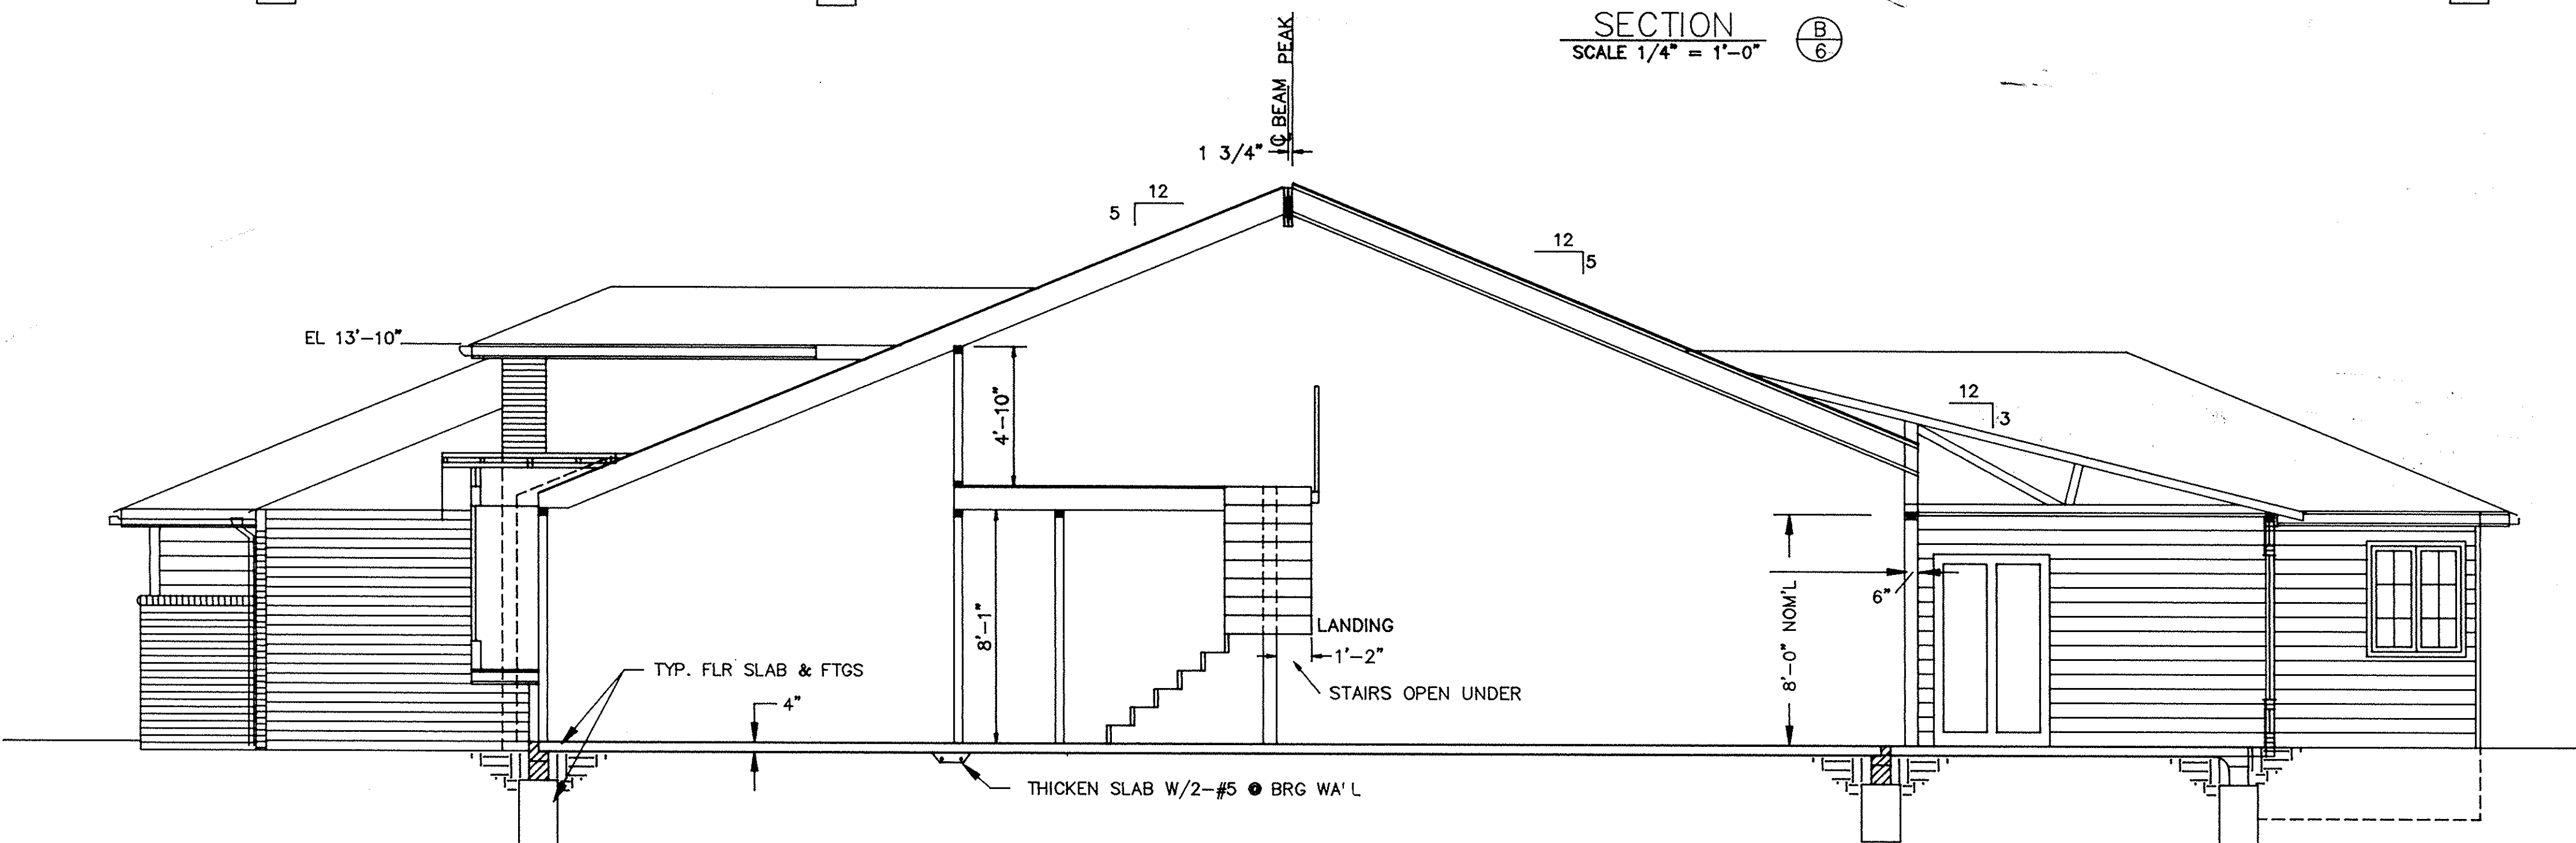 SECTION
SCALE 1/4" = 1'-0"
B
6
℄ BEAM PEAK
1 3/4"
12
5
12
5
EL 13'-10"
12
3
4'-10"
8'-1"
8'-0" NOM'L
6"
LANDING
1'-2"
STAIRS OPEN UNDER
TYP. FLR SLAB & FTGS
4"
THICKEN SLAB W/2-#5 @ BRG WA'L